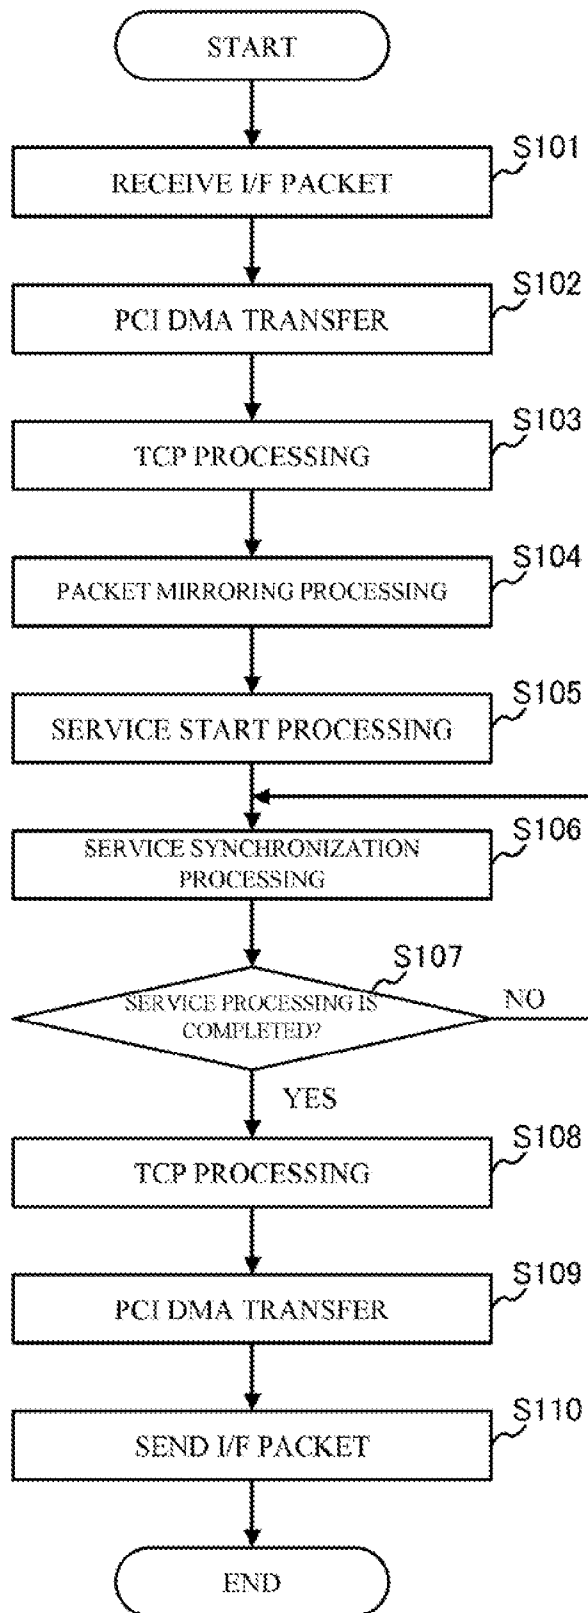 START
S101
RECEIVE I/F PACKET
S102
PCI DMA TRANSFER
S103
TCP PROCESSING
S104
PACKET MIRRORING PROCESSING
S105
SERVICE START PROCESSING
S106
SERVICE SYNCHRONIZATION
PROCESSING
S107
SERVICE PROCESSING IS
COMPLETED?
NO
YES
S108
TCP PROCESSING
S109
PCI DMA TRANSFER
S110
SEND I/F PACKET
END